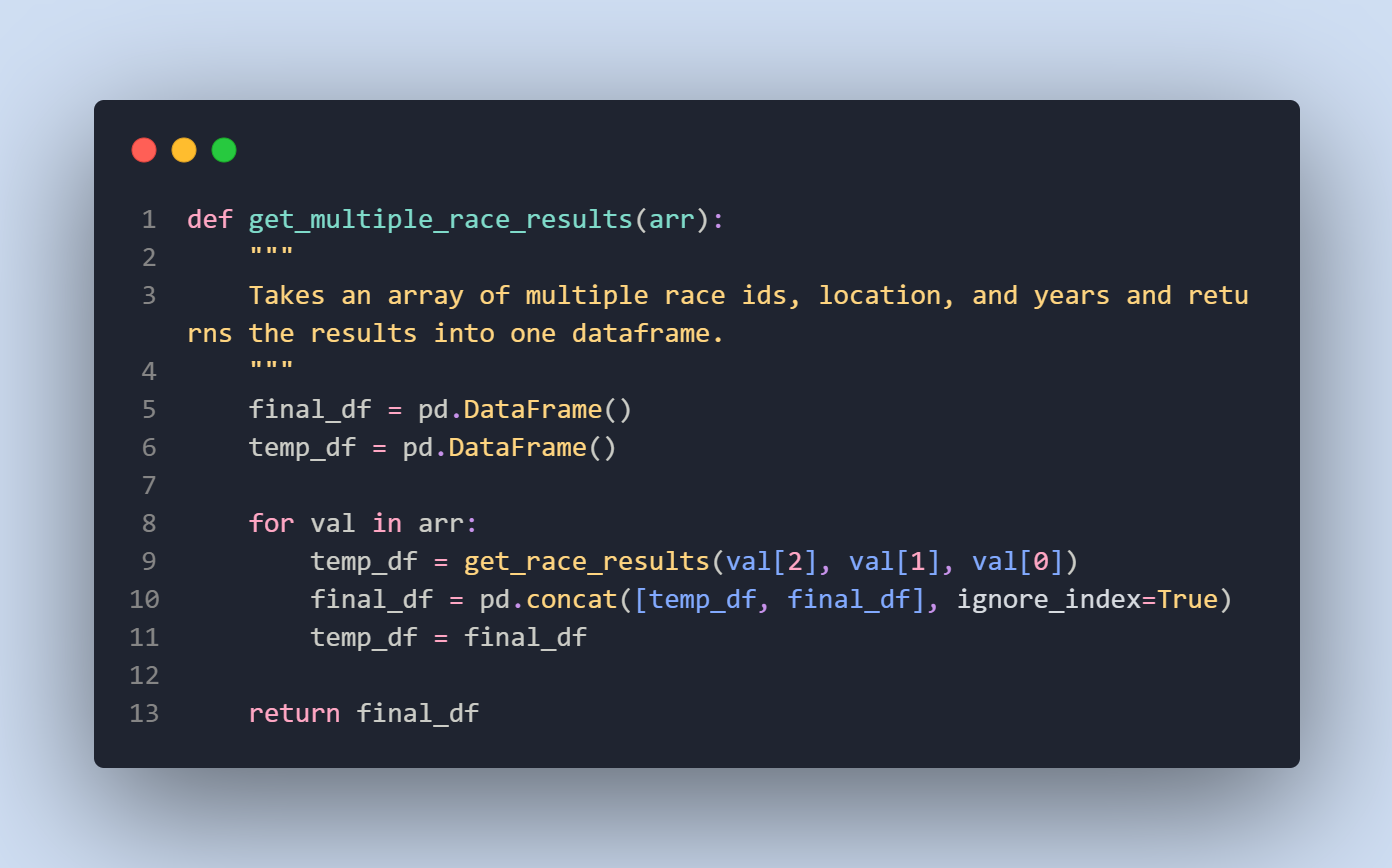 1 def get_multiple_race_results(arr):
2     """
3     Takes an array of multiple race ids, location, and years and retu
rns the results into one dataframe.
4     """
5     final_df = pd.DataFrame()
6     temp_df = pd.DataFrame()
7
8     for val in arr:
9         temp_df = get_race_results(val[2], val[1], val[0])
10         final_df = pd.concat([temp_df, final_df], ignore_index=True)
11         temp_df = final_df
12
13     return final_df